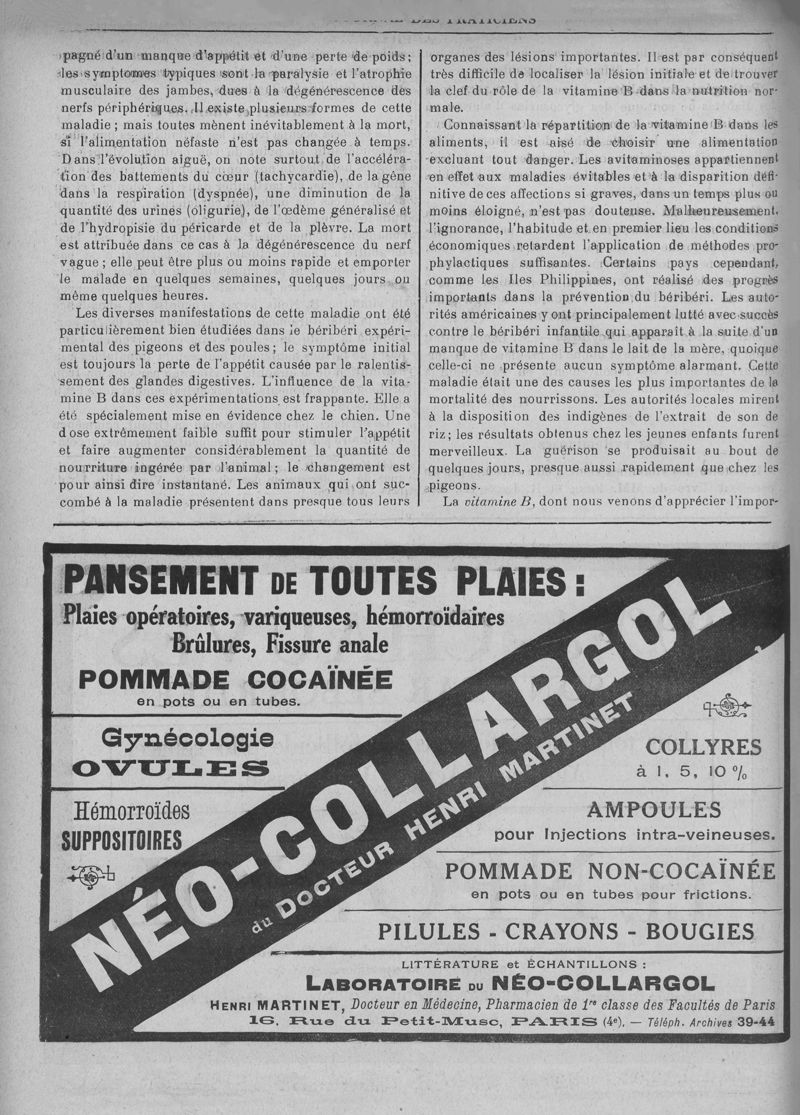 DES PRATICIENS
pagné d'un manque d'appétit et d'une perte de poids;
les symptomes typiques sont la paralysie et l'atrophie
musculaire des jambes, dues à la dégénérescence des
nerfs périphériques. Il existe plusieurs formes de cette
maladie ; mais toutes mènent inévitablement à la mort,
si l'alimentation néfaste n'est pas changée à temps.
Dans l'évolution aiguë, on note surtout de l'accéléra-
tion des battements du cœur (tachycardie), de la gêne
dans la respiration (dyspnée), une diminution de la
quantité des urines (oligurie), de l'œdème généralisé et
de l'hydropisie du péricarde et de la plèvre. La mort
est attribuée dans ce cas à la dégénérescence du nerf
vague ; elle peut être plus ou moins rapide et emporter
le malade en quelques semaines, quelques jours ou
même quelques heures.
Les diverses manifestations de cette maladie ont été
particulièrement bien étudiées dans le béribéri expéri-
mental des pigeons et des poules ; le symptôme initial
est toujours la perte de l'appétit causée par le ralentis-
sement des glandes digestives. L'influence de la vita-
mine B dans ces expérimentations est frappante. Elle a
été spécialement mise en évidence chez le chien. Une
dose extrêmement faible suffit pour stimuler l'appétit
et faire augmenter considérablement la quantité de
nourriture ingérée par l'animal ; le changement est
pour ainsi dire instantané. Les animaux qui ont suc-
combé à la maladie présentent dans presque tous leurs
organes des lésions importantes. Il est par conséquent
très difficile de localiser la lésion initiale et de trouver
la clef du rôle de la vitamine B dans la nutrition nor-
male.
Connaissant la répartition de la vitamine B dans les
aliments, il est aisé de choisir une alimentation
excluant tout danger. Les avitaminoses appartiennent
en effet aux maladies évitables et à la disparition défi-
nitive de ces affections si graves, dans un temps plus ou
moins éloigné, n'est pas douteuse. Malheureusement,
l'ignorance, l'habitude et en premier lieu les conditions
économiques retardent l'application de méthodes pro-
phylactiques suffisantes. Certains pays cependant,
comme les Iles Philippines, ont réalisé des progrès
importants dans la prévention du béribéri. Les auto-
rités américaines y ont principalement lutté avec succès
contre le béribéri infantile qui apparaît à la suite d'un
manque de vitamine B dans le lait de la mère, quoique
celle-ci ne présente aucun symptôme alarmant. Cette
maladie était une des causes les plus importantes de la
mortalité des nourrissons. Les autorités locales mirent
à la disposition des indigènes de l'extrait de son de
riz ; les résultats obtenus chez les jeunes enfants furent
merveilleux. La guérison se produisait au bout de
quelques jours, presque aussi rapidement que chez les
pigeons.
La vitamine B, dont nous venons d'apprécier l'impor-
PANSEMENT DE TOUTES PLAIES :
Plaies opératoires, variqueuses, hémorroïdaires
Brûlures, Fissure anale
POMMADE COCAÏNÉE
en pots ou en tubes.
Gynécologie
OVULES
Hémorroïdes
SUPPOSITOIRES
NÉO-COLLARGOL
du DOCTEUR HENRI MARTINET
COLLYRES
à 1, 5, 10 %
AMPOULES
pour Injections intra-veineuses.
POMMADE NON-COCAÏNÉE
en pots ou en tubes pour frictions.
PILULES - CRAYONS - BOUGIES
LITTÉRATURE et ÉCHANTILLONS :
LABORATOIRE DU NÉO-COLLARGOL
HENRI MARTINET, Docteur en Médecine, Pharmacien de 1re classe des Facultés de Paris
16, Rue du Petit-Musc, PARIS (4e). — Téléph. Archives 39-44